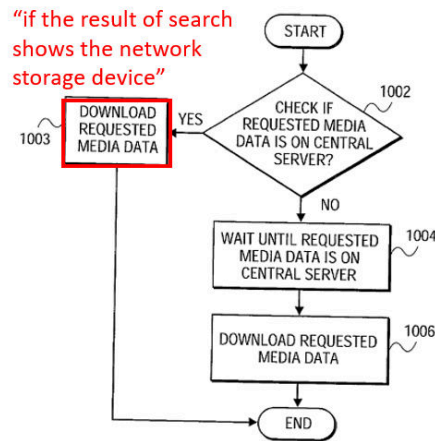 “if the result of search
shows the network
storage device”
START
1002
CHECK IF
REQUESTED MEDIA
DATA IS ON CENTRAL
SERVER?
YES
DOWNLOAD
REQUESTED
MEDIA DATA
1003
NO
WAIT UNTIL REQUESTED
MEDIA DATA IS ON
CENTRAL SERVER
1004
DOWNLOAD REQUESTED
MEDIA DATA
1006
END